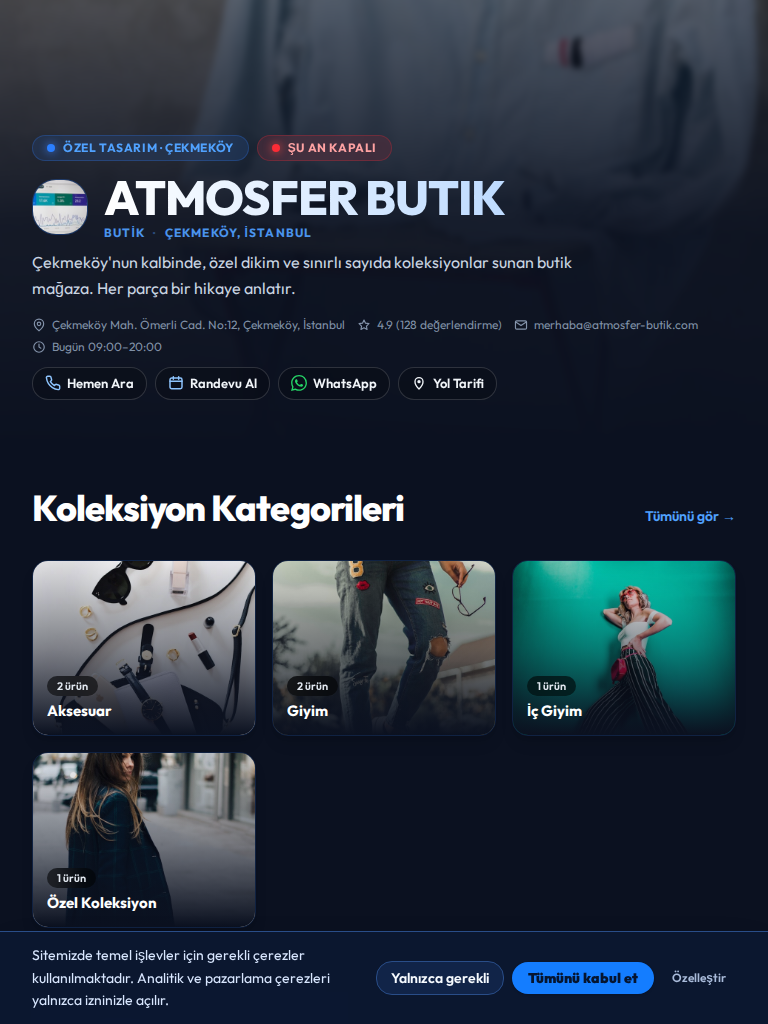 ÖZEL TASARIM · ÇEKMEKÖY
ŞU AN KAPALI
ATMOSFER BUTIK
BUTİK · ÇEKMEKÖY, İSTANBUL
Çekmeköy'nun kalbinde, özel dikim ve sınırlı sayıda koleksiyonlar sunan butik
mağaza. Her parça bir hikaye anlatır.
Çekmeköy Mah. Ömerli Cad. No:12, Çekmeköy, İstanbul 4.9 (128 değerlendirme) merhaba@atmosfer-butik.com
Bugün 09:00–20:00
Hemen Ara
Randevu Al
WhatsApp
Yol Tarifi
Koleksiyon Kategorileri
Tümünü gör →
2 ürün
Aksesuar
2 ürün
Giyim
1 ürün
İç Giyim
1 ürün
Özel Koleksiyon
Sitemizde temel işlevler için gerekli çerezler
kullanılmaktadır. Analitik ve pazarlama çerezleri
yalnızca izninizle açılır.
Yalnızca gerekli
Tümünü kabul et
Özelleştir